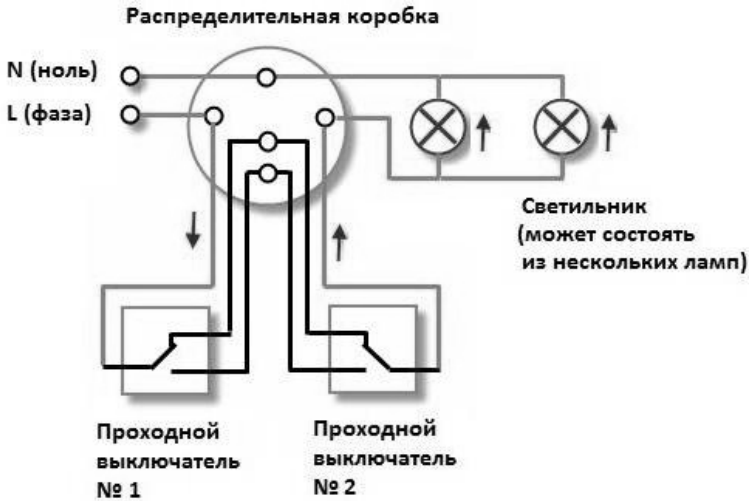 Распределительная коробка
N (ноль)
L (фаза)
Светильник
(может состоять
из нескольких ламп)
Проходной
выключатель
№ 1
Проходной
выключатель
№ 2